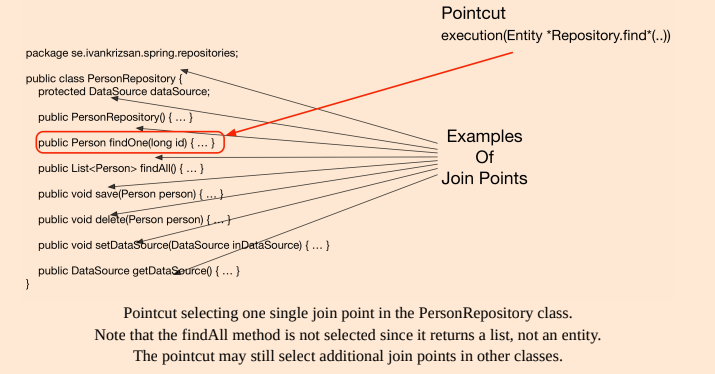 Pointcut
execution(Entity *Repository.find*(..))
package se.ivankrizsan.spring.repositories;
public class PersonRepository {
protected DataSource dataSource;
public PersonRepository() { … }
public Person findOne(long id) { … }
public List<Person> findAll() { … }
public void save(Person person) { … }
public void delete(Person person) { … }
public void setDataSource(DataSource inDataSource) { … }
public DataSource getDataSource() { … }
}
Examples
Of
Join Points
Pointcut selecting one single join point in the PersonRepository class.
Note that the findAll method is not selected since it returns a list, not an entity.
The pointcut may still select additional join points in other classes.